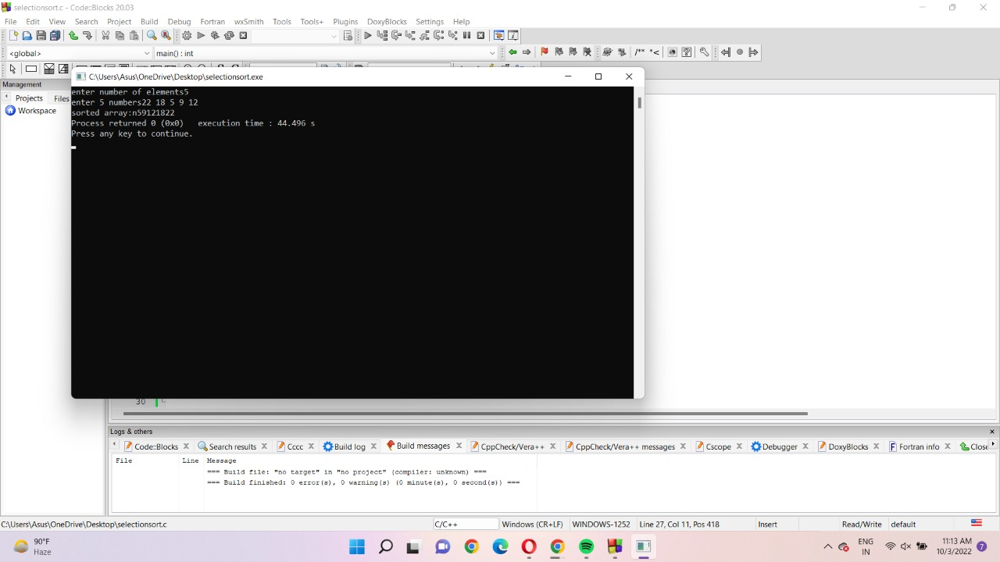 selectionsort.c - Code::Blocks 20.03
File Edit View Search Project Build Debug Fortran wxSmith Tools Tools+ Plugins DoxyBlocks Settings Help
<global> main() : int /** *<
C:\Users\Asus\OneDrive\Desktop\selectionsort.exe
Management
Projects Files
Workspace
enter number of elements5
enter 5 numbers22 18 5 9 12
sorted array:n59121822
Process returned 0 (0x0)   execution time : 44.496 s
Press any key to continue.
30
Logs & others
Code::Blocks Search results Cccc Build log Build messages CppCheck/Vera++ CppCheck/Vera++ messages Cscope Debugger DoxyBlocks Fortran info Close
File Line Message
=== Build file: "no target" in "no project" (compiler: unknown) ===
=== Build finished: 0 error(s), 0 warning(s) (0 minute(s), 0 second(s)) ===
C:\Users\Asus\OneDrive\Desktop\selectionsort.c C/C++ Windows (CR+LF) WINDOWS-1252 Line 27, Col 11, Pos 418 Insert Read/Write default
90°F
Haze
ENG
IN
11:13 AM
10/3/2022
7